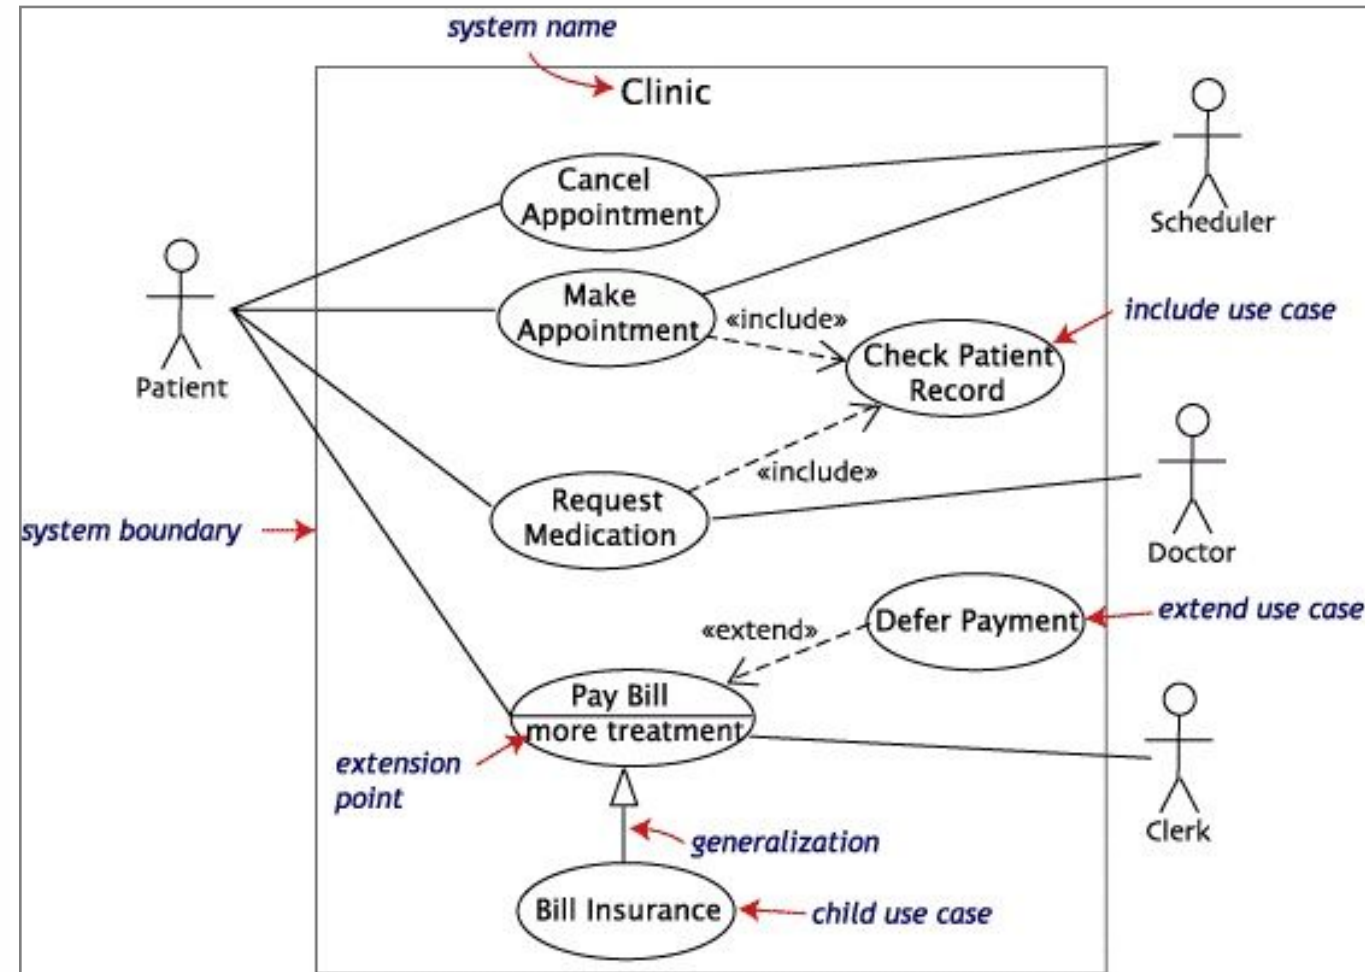 system name
Clinic
Cancel
Appointment
Scheduler
Make
Appointment
«include»
include use case
Check Patient
Record
Patient
«include»
Request
Medication
system boundary
Doctor
Defer Payment
extend use case
«extend»
Pay Bill
more treatment
extension
point
Clerk
generalization
Bill Insurance
child use case